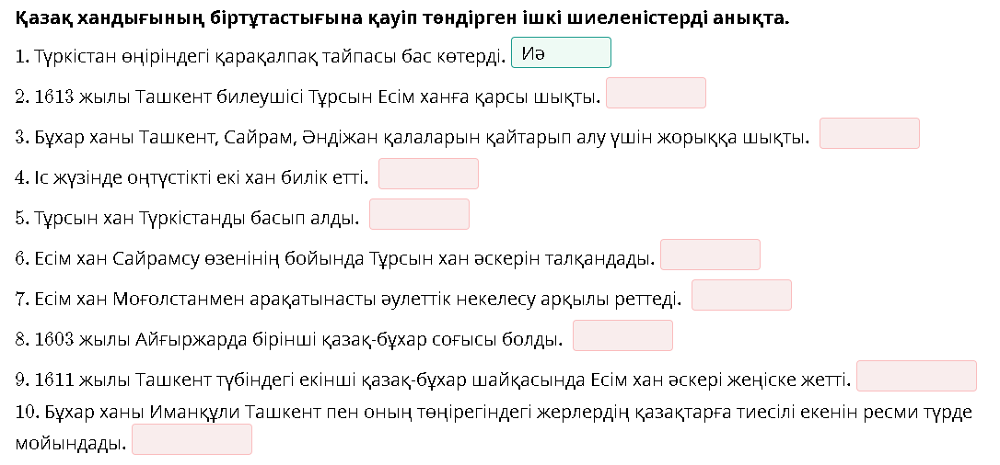 Қазақ хандығының біртұтастығына қауіп төндірген ішкі шиеленістерді анықта.
1. Түркістан өңіріндегі қарақалпақ тайпасы бас көтерді. Иә
2. 1613 жылы Ташкент билеушісі Тұрсын Есім ханға қарсы шықты.
3. Бұхар ханы Ташкент, Сайрам, Әндіжан қалаларын қайтарып алу үшін жорыққа шықты.
4. Іс жүзінде оңтүстікті екі хан билік етті.
5. Тұрсын хан Түркістанды басып алды.
6. Есім хан Сайрамсу өзенінің бойында Тұрсын хан әскерін талқандады.
7. Есім хан Моғолстанмен арақатынасты әулеттік некелесу арқылы реттеді.
8. 1603 жылы Айғыржарда бірінші қазақ-бұхар соғысы болды.
9. 1611 жылы Ташкент түбіндегі екінші қазақ-бұхар шайқасында Есім хан әскері жеңіске жетті.
10. Бұхар ханы Иманқұли Ташкент пен оның төңірегіндегі жерлердің қазақтарға тиесілі екенін ресми түрде
мойындады.